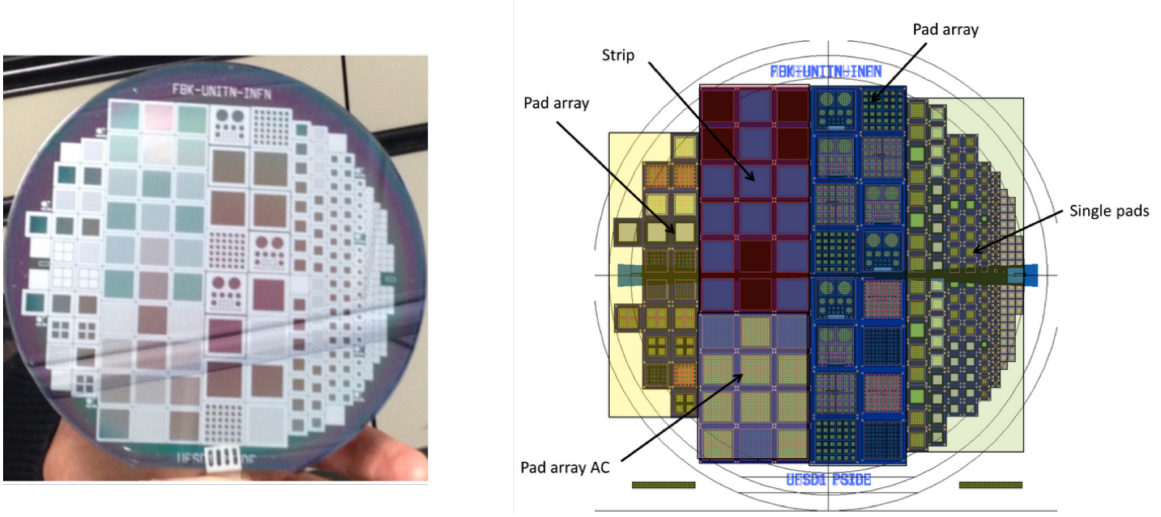 FBK-UNITN-INFN
Pad array
Strip
FBK-UNITN-INFN
Pad array
Single pads
Pad array AC
UFSD1 PSIDE